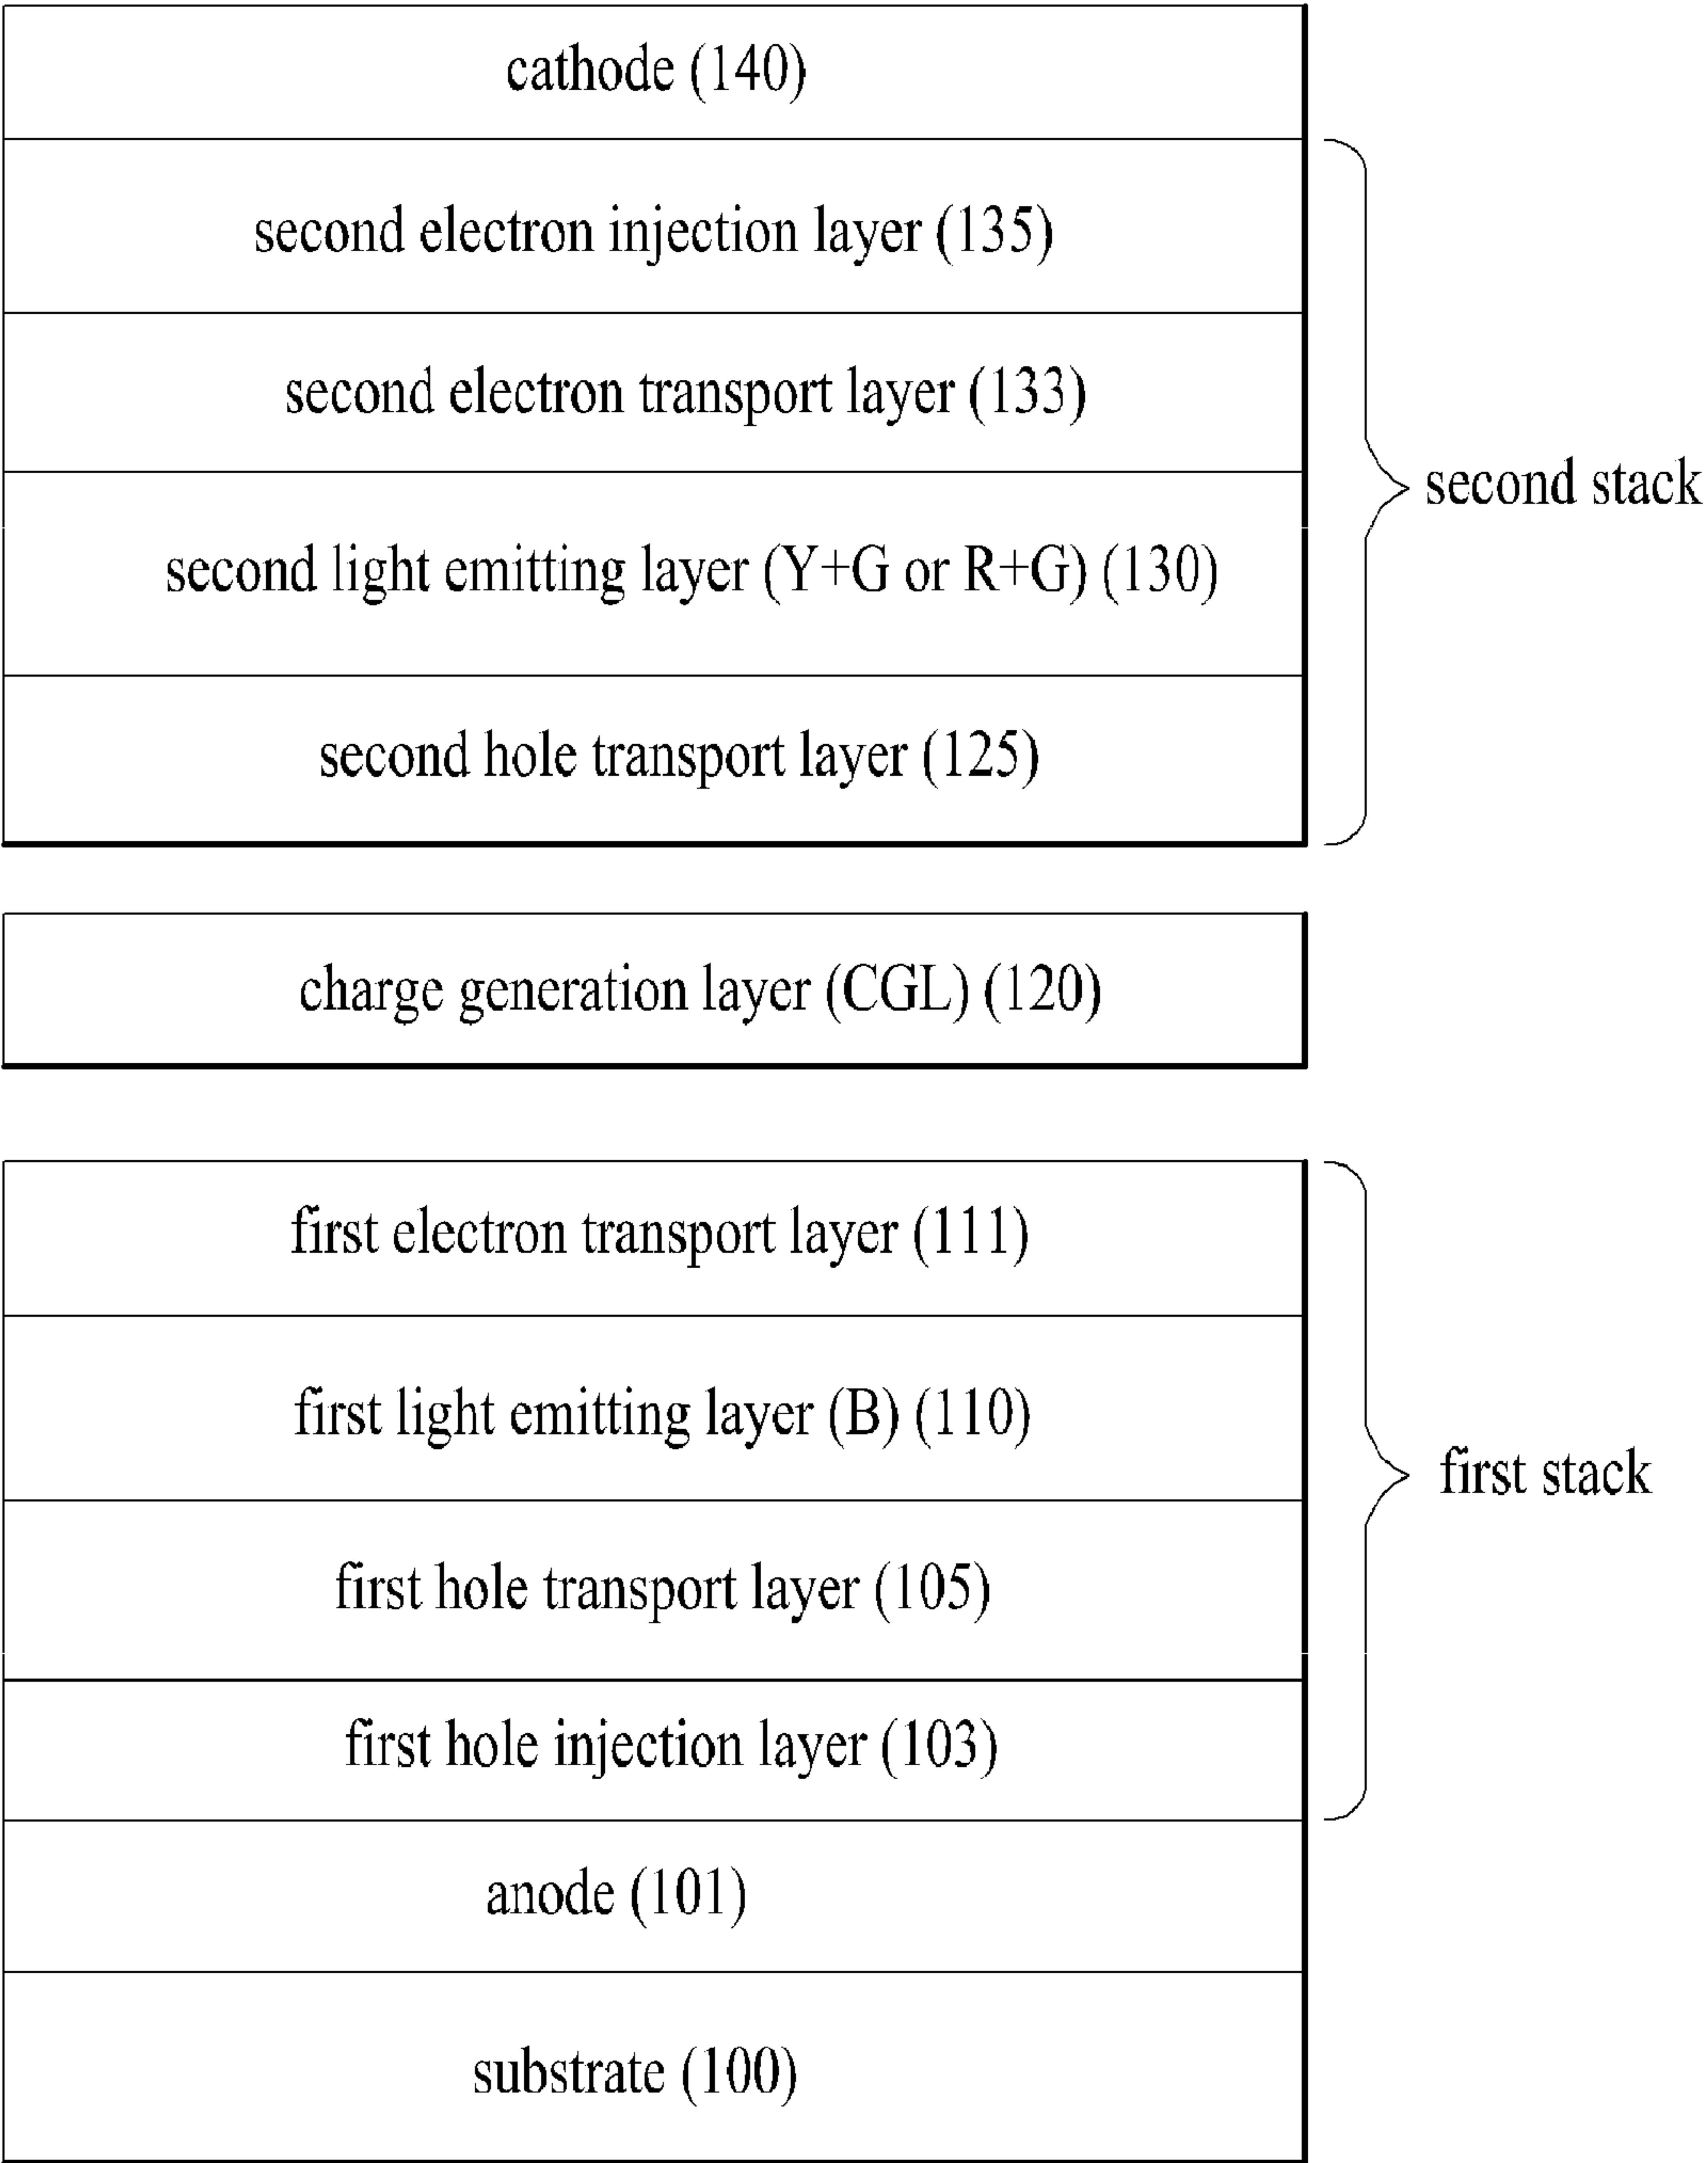 cathode (140)
second electron injection layer (135)
second electron transport layer (133)
second stack
second light emitting layer (Y+G or R+G) (130)
second hole transport layer (125)
charge generation layer (CGL) (120)
first electron transport layer (111)
first light emitting layer (B) (110)
first stack
first hole transport layer (105)
first hole injection layer (103)
anode (101)
substrate (100)